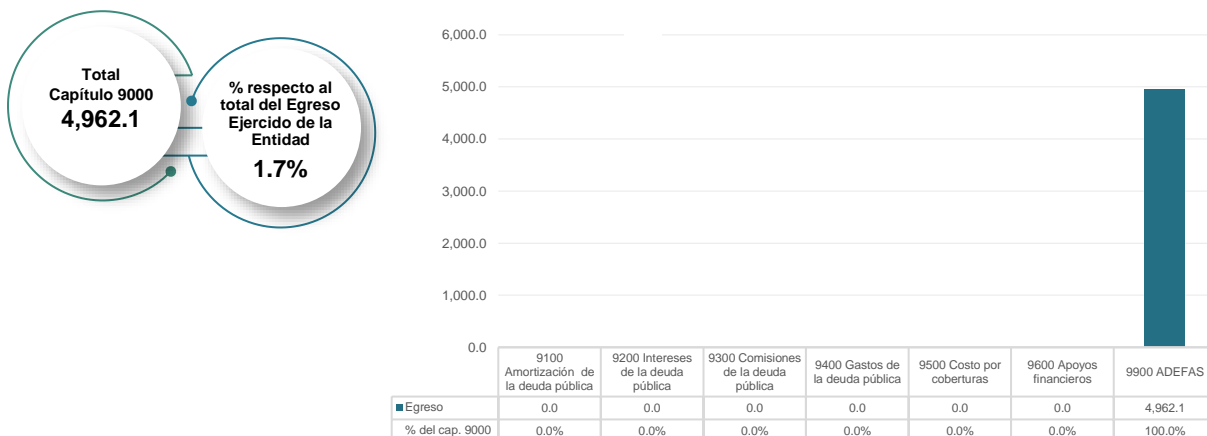 Total
Capítulo 9000
4,962.1
% respecto al
total del Egreso
Ejercido de la
Entidad
1.7%
6,000.0
5,000.0
4,000.0
3,000.0
2,000.0
1,000.0
0.0
9100
Amortización de
la deuda pública
9200 Intereses
de la deuda
pública
9300 Comisiones
de la deuda
pública
9400 Gastos de
la deuda pública
9500 Costo por
coberturas
9600 Apoyos
financieros
9900 ADEFAS
Egreso 0.0 0.0 0.0 0.0 0.0 0.0 4,962.1
% del cap. 9000 0.0% 0.0% 0.0% 0.0% 0.0% 0.0% 100.0%